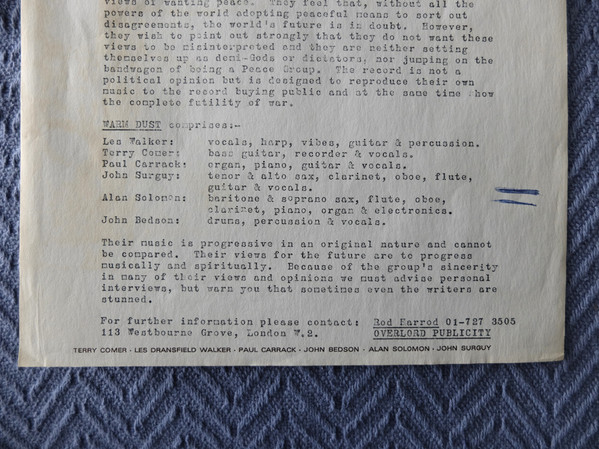 views of wanting peace. They feel that, without all the
powers of the world adopting peaceful means to sort out
disagreements, the world's future is in doubt. However,
they wish to point out strongly that they do not want these
views to be misinterpreted and they are neither setting
themselves up as demi-Gods or dictators, nor jumping on the
bandwagon of being a Peace Group. The record is not a
political opinion but is designed to reproduce their own
music to the record buying public and at the same time show
the complete futility of war.
WARM DUST comprises:-
Les Walker: vocals, harp, vibes, guitar & percussion.
Terry Comer: bass guitar, recorder & vocals.
Paul Carrack: organ, piano, guitar & vocals.
John Surguy: tenor & alto sax, clarinet, oboe, flute,
guitar & vocals.
Alan Solomon: baritone & soprano sax, flute, oboe,
clarinet, piano, organ & electronics.
John Bedson: drums, percussion & vocals.
Their music is progressive in an original nature and cannot
be compared. Their views for the future are to progress
musically and spiritually. Because of the group's sincerity
in many of their views and opinions we must advise personal
interviews, but warn you that sometimes even the writers are
stunned.
For further information please contact: Rod Harrod 01-727 3505
113 Westbourne Grove, London W.2. OVERLORD PUBLICITY
TERRY COMER · LES DRANSFIELD WALKER · PAUL CARRACK · JOHN BEDSON · ALAN SOLOMON · JOHN SURGUY